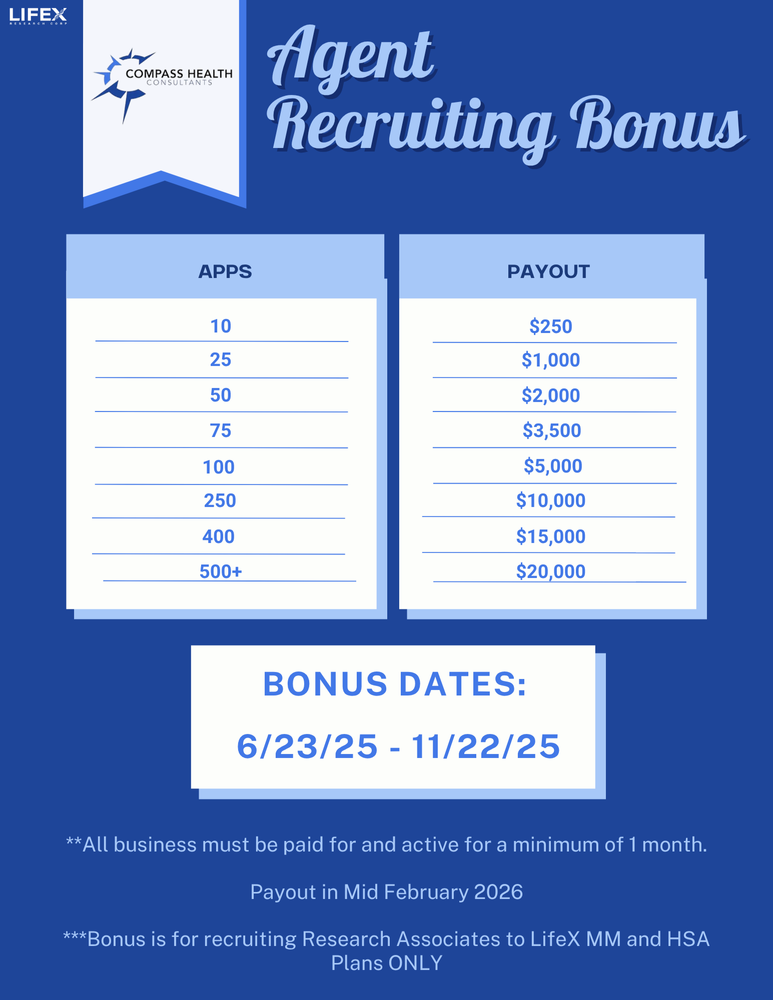 LIFEX
RESEARCH CORP
COMPASS HEALTH
CONSULTANTS
Agent
Recruiting Bonus
APPS
PAYOUT
10
$250
25
$1,000
50
$2,000
75
$3,500
100
$5,000
250
$10,000
400
$15,000
500+
$20,000
BONUS DATES:
6/23/25 - 11/22/25
**All business must be paid for and active for a minimum of 1 month.
Payout in Mid February 2026
***Bonus is for recruiting Research Associates to LifeX MM and HSA
Plans ONLY